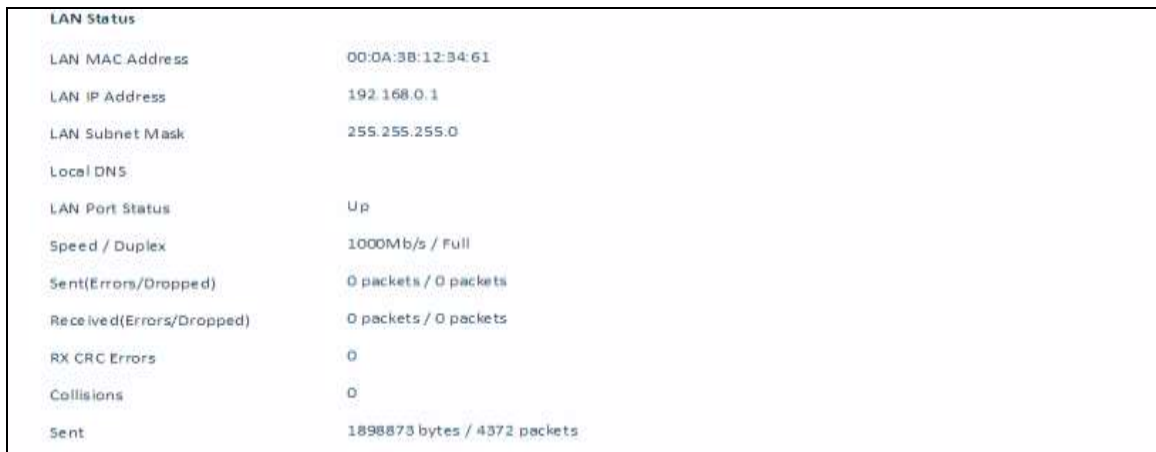 LAN Status
LAN MAC Address 00:0A:3B:12:34:61
LAN IP Address 192.168.0.1
LAN Subnet Mask 255.255.255.0
Local DNS
LAN Port Status Up
Speed / Duplex 1000Mb/s / Full
Sent(Errors/Dropped) 0 packets / 0 packets
Received(Errors/Dropped) 0 packets / 0 packets
RX CRC Errors 0
Collisions 0
Sent 1898873 bytes / 4372 packets